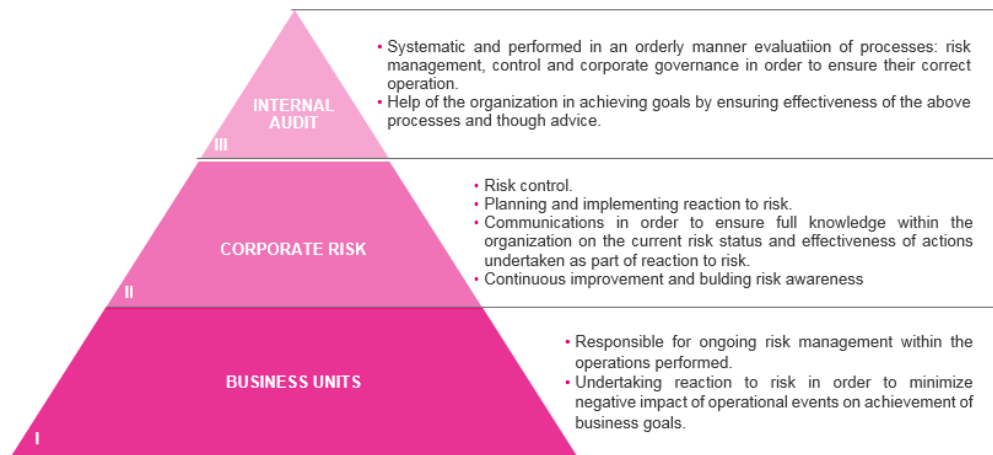 • Systematic and performed in an orderly manner evaluatiion of processes: risk
management, control and corporate governance in order to ensure their correct
operation.
• Help of the organization in achieving goals by ensuring effectiveness of the above
processes and though advice.
INTERNAL
AUDIT
III
• Risk control.
• Planning and implementing reaction to risk.
• Communications in order to ensure full knowledge within the
organization on the current risk status and effectiveness of actions
undertaken as part of reaction to risk.
• Continuous improvement and bulding risk awareness
CORPORATE RISK
II
• Responsible for ongoing risk management within the
operations performed.
• Undertaking reaction to risk in order to minimize
negative impact of operational events on achievement of
business goals.
BUSINESS UNITS
I